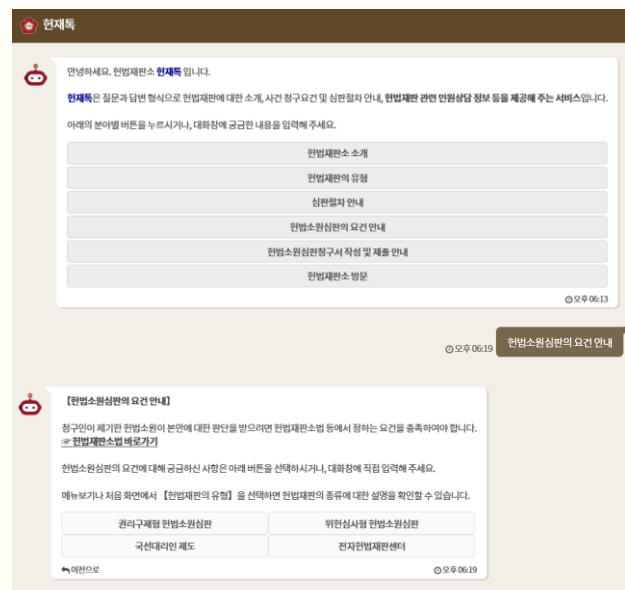 헌재톡
안녕하세요. 헌법재판소 헌재톡 입니다.
헌재톡은 질문과 답변 형식으로 헌법재판에 대한 소개, 사건 청구요건 및 심판절차 안내, 헌법재판 관련 민원상담 정보 등을 제공해 주는 서비스입니다.
아래의 분야별 버튼을 누르시거나, 대화창에 궁금한 내용을 입력해 주세요.
헌법재판소 소개
헌법재판의 유형
심판절차 안내
헌법소원심판의 요건 안내
헌법소원심판청구서 작성 및 제출 안내
헌법재판소 방문
오후 06:13
오후 06:19 헌법소원심판의 요건 안내
【헌법소원심판의 요건 안내】
청구인이 제기한 헌법소원이 본안에 대한 판단을 받으려면 헌법재판소법 등에서 정하는 요건을 충족하여야 합니다.
☞ 헌법재판소법 바로가기
헌법소원심판의 요건에 대해 궁금하신 사항은 아래 버튼을 선택하시거나, 대화창에 직접 입력해 주세요.
메뉴보기나 처음 화면에서 【헌법재판의 유형】을 선택하면 헌법재판의 종류에 대한 설명을 확인할 수 있습니다.
권리구제형 헌법소원심판 위헌심사형 헌법소원심판
국선대리인 제도 전자헌법재판센터
이전으로 오후 06:19